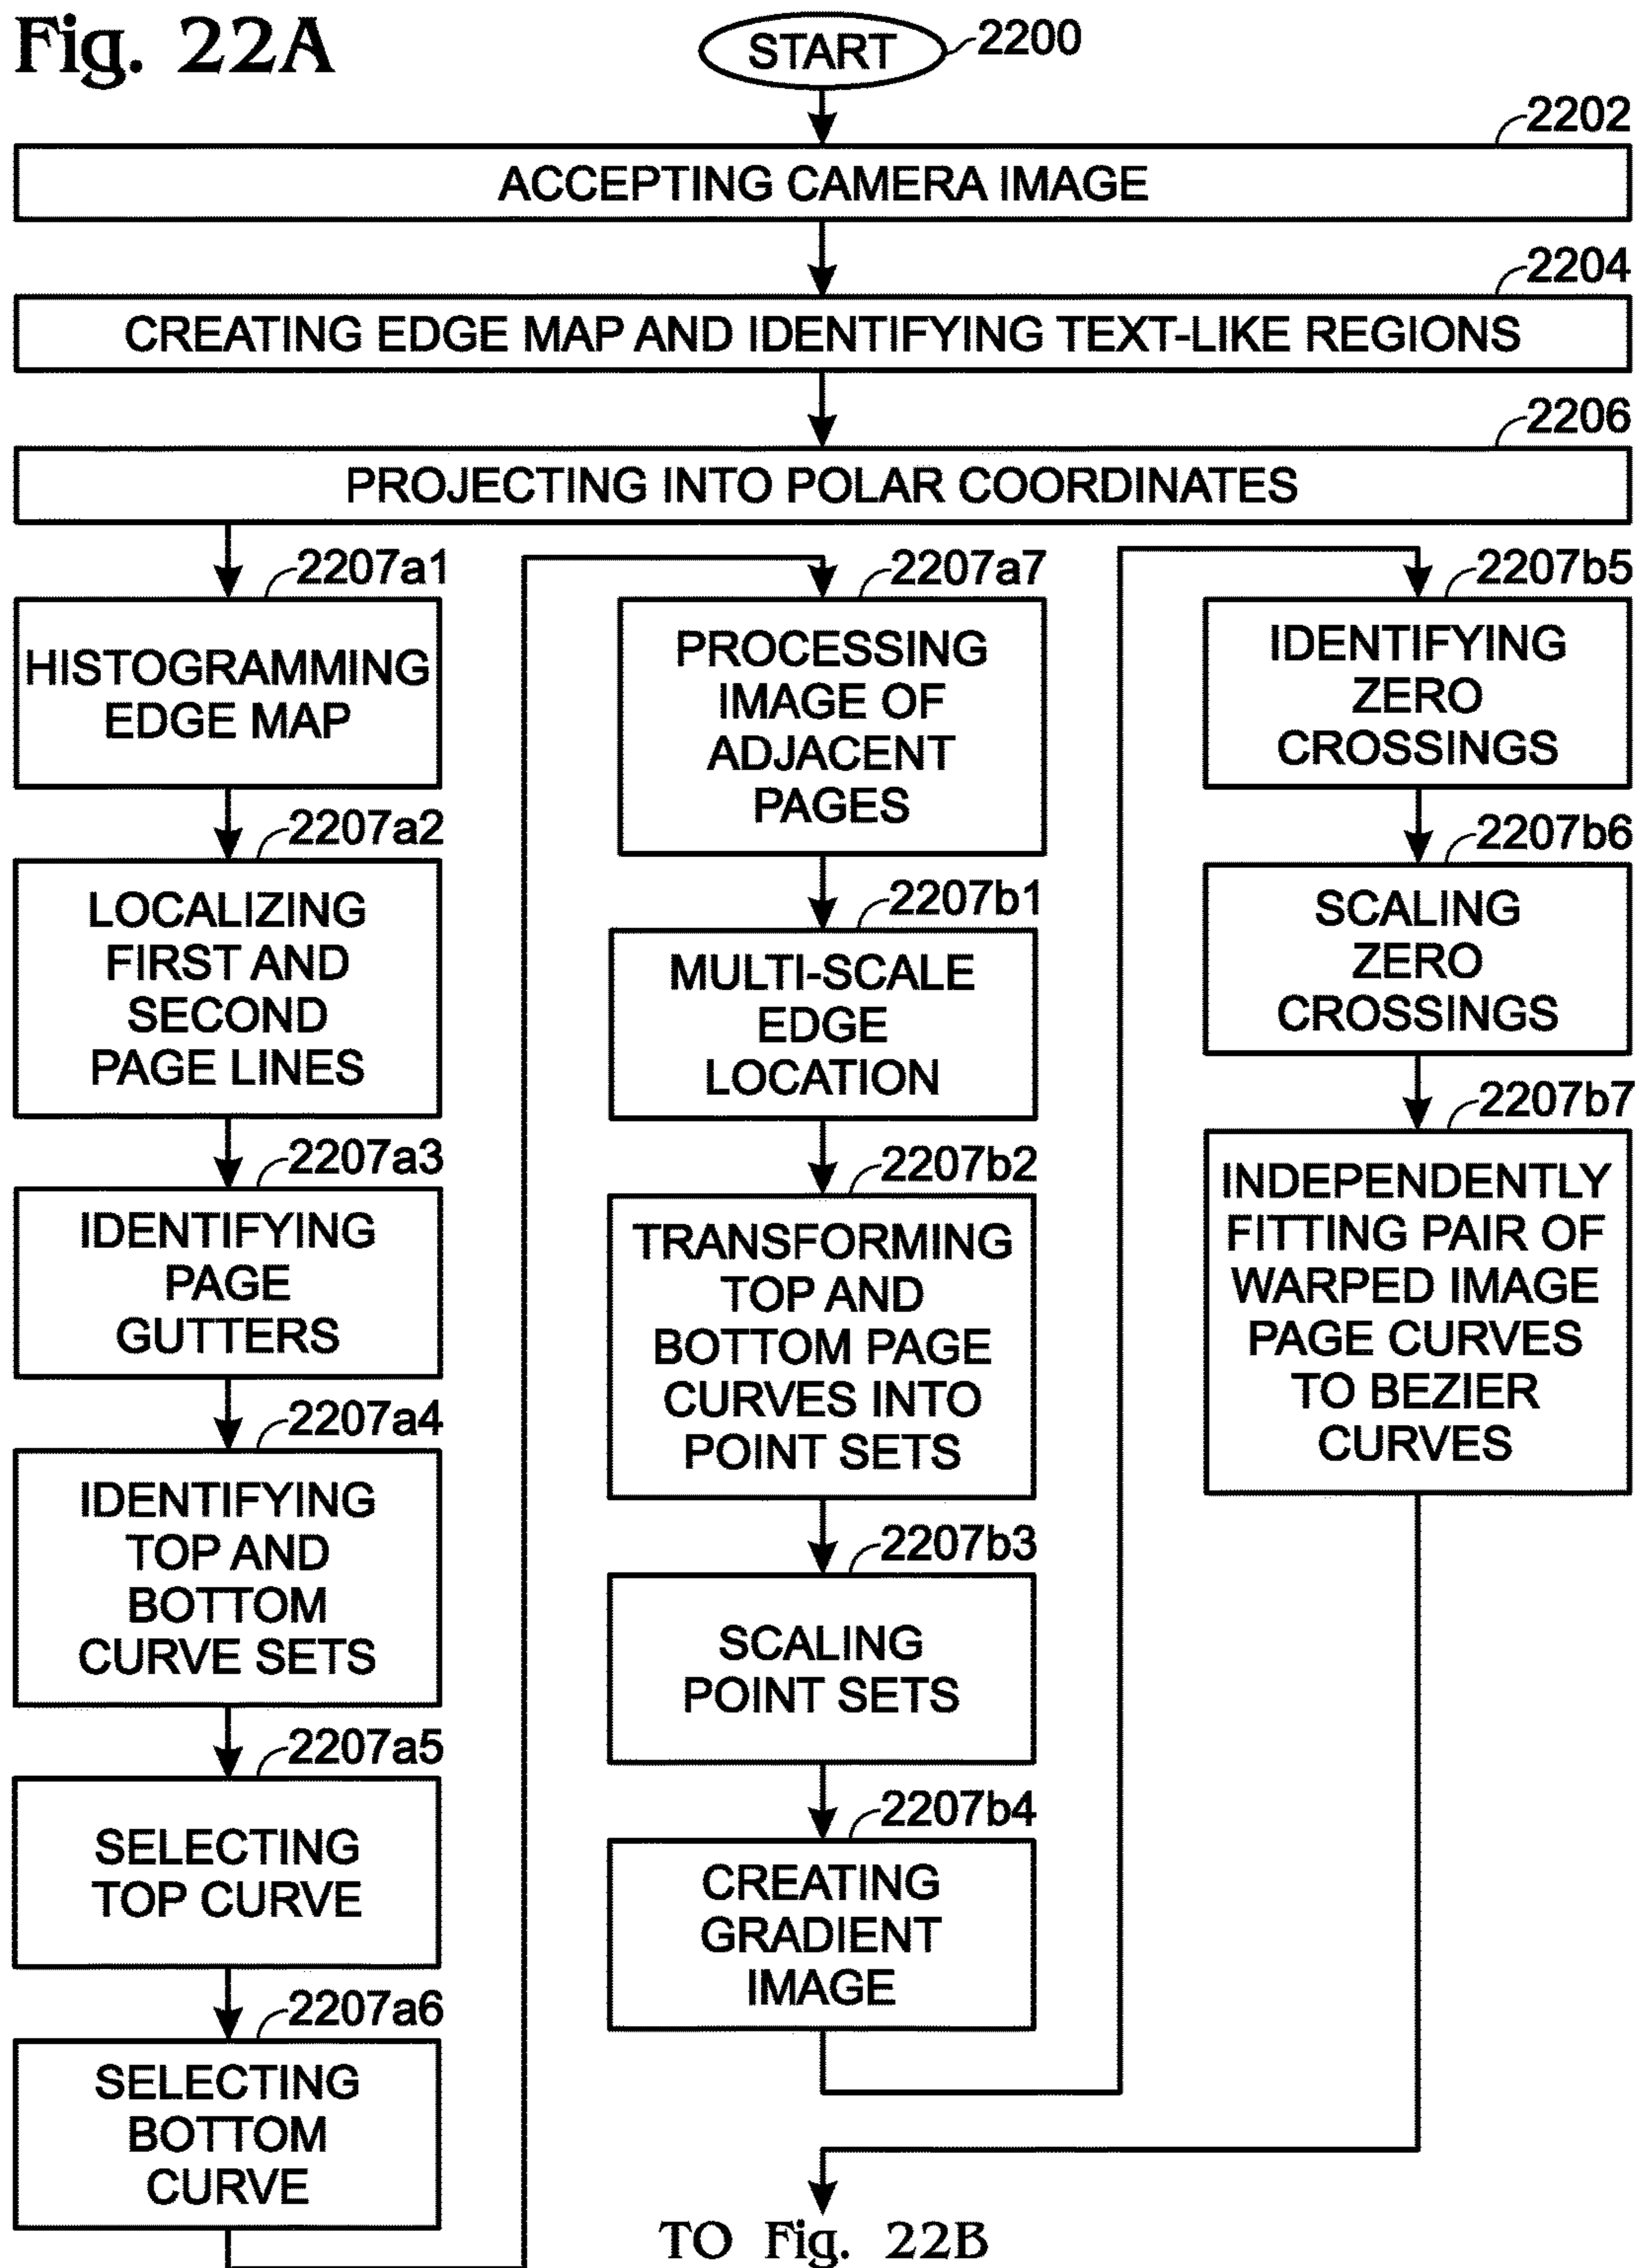 Fig. 22A
START
2200
2202
ACCEPTING CAMERA IMAGE
2204
CREATING EDGE MAP AND IDENTIFYING TEXT-LIKE REGIONS
2206
PROJECTING INTO POLAR COORDINATES
2207a1
HISTOGRAMMING
EDGE MAP
2207a2
LOCALIZING
FIRST AND
SECOND
PAGE LINES
2207a3
IDENTIFYING
PAGE
GUTTERS
2207a4
IDENTIFYING
TOP AND
BOTTOM
CURVE SETS
2207a5
SELECTING
TOP CURVE
2207a6
SELECTING
BOTTOM
CURVE
2207a7
PROCESSING
IMAGE OF
ADJACENT
PAGES
2207b1
MULTI-SCALE
EDGE
LOCATION
2207b2
TRANSFORMING
TOP AND
BOTTOM PAGE
CURVES INTO
POINT SETS
2207b3
SCALING
POINT SETS
2207b4
CREATING
GRADIENT
IMAGE
2207b5
IDENTIFYING
ZERO
CROSSINGS
2207b6
SCALING
ZERO
CROSSINGS
2207b7
INDEPENDENTLY
FITTING PAIR OF
WARPED IMAGE
PAGE CURVES
TO BEZIER
CURVES
TO Fig. 22B